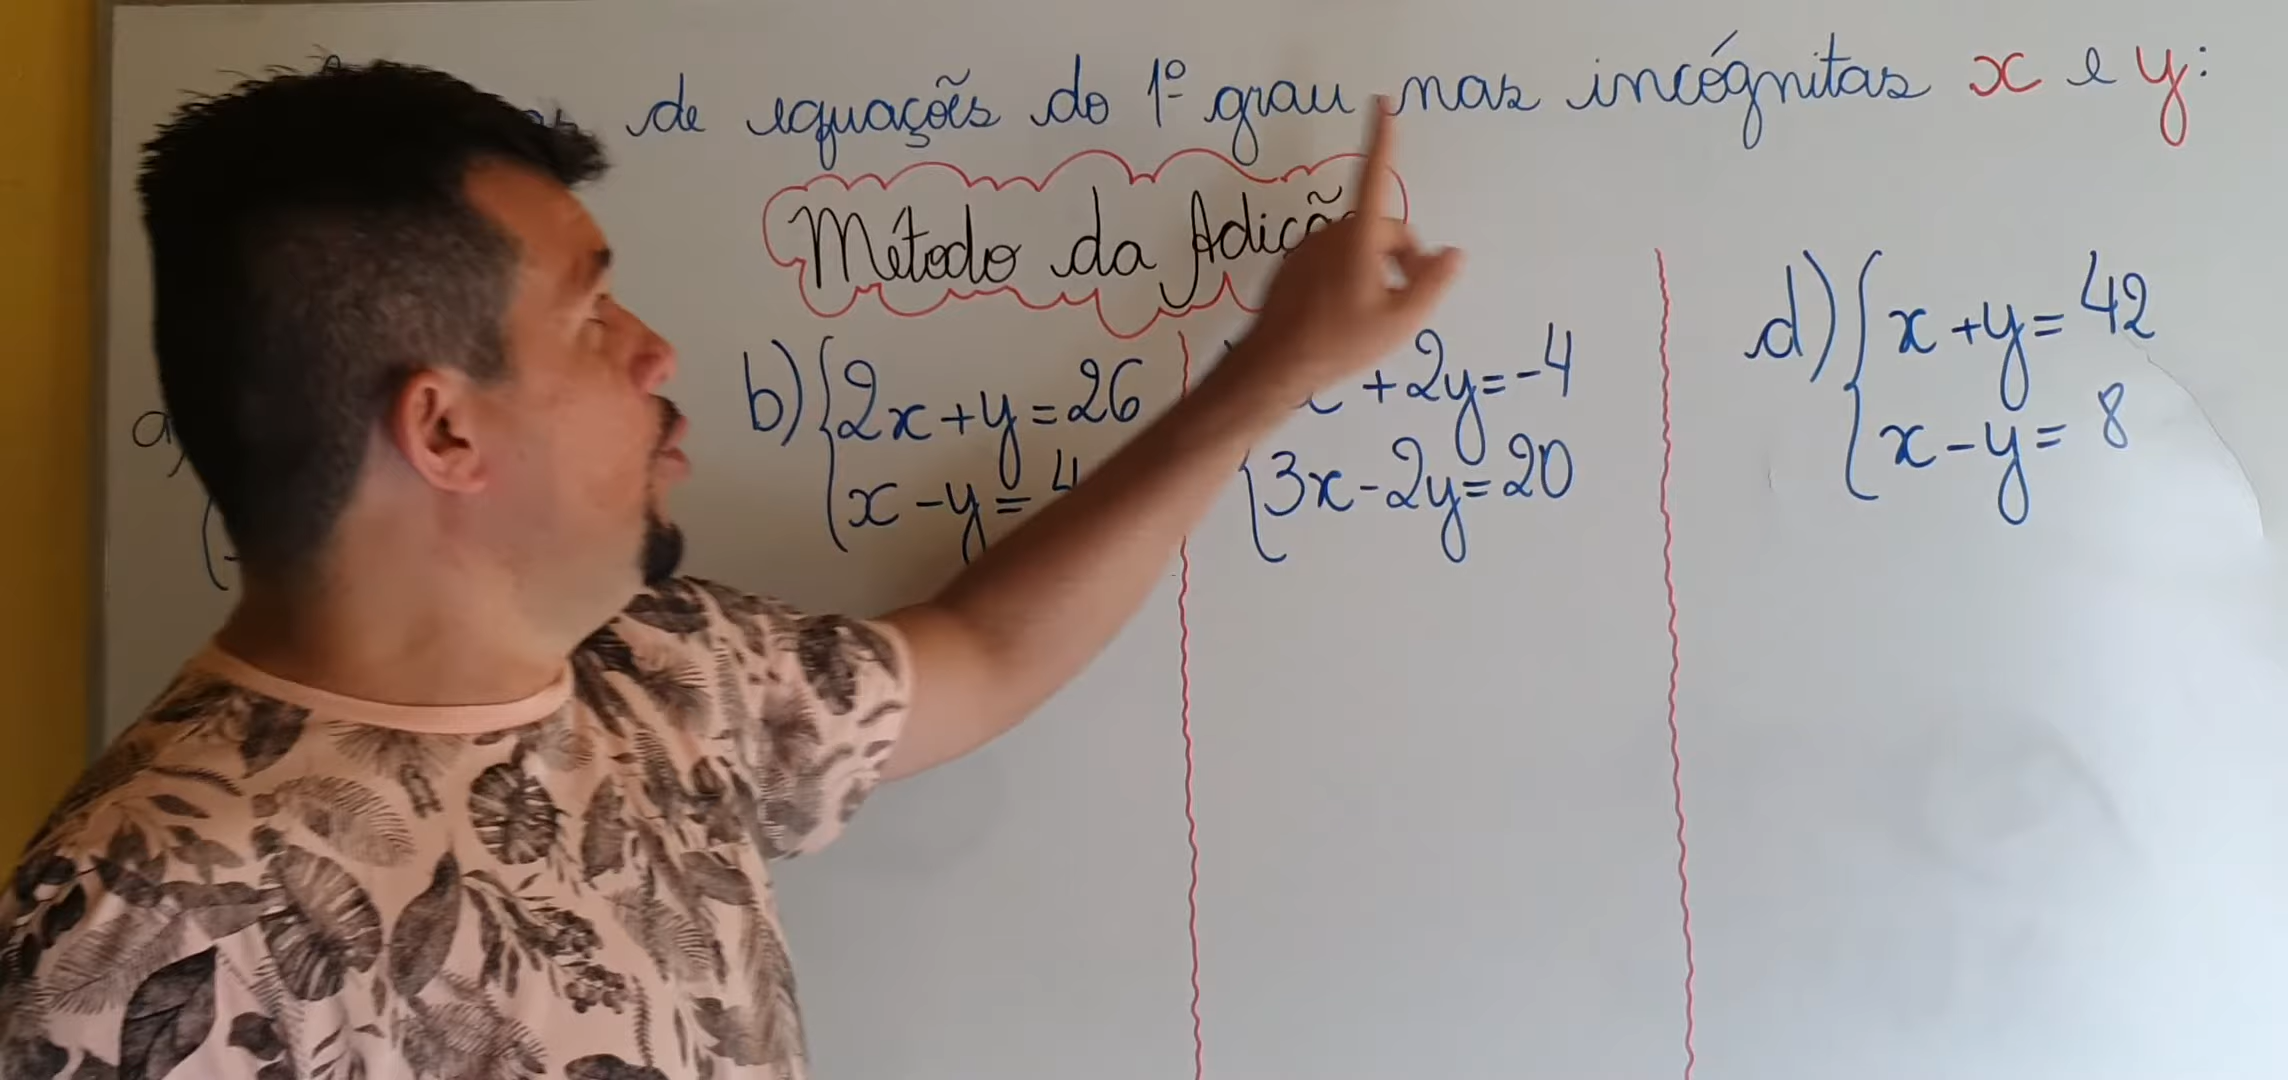 de equações do 1º grau nas incógnitas x e y:
Método da Adição
a)
b) 2x + y = 26
x - y = 4
+ 2y = -4
3x - 2y = 20
d) x + y = 42
x - y = 8